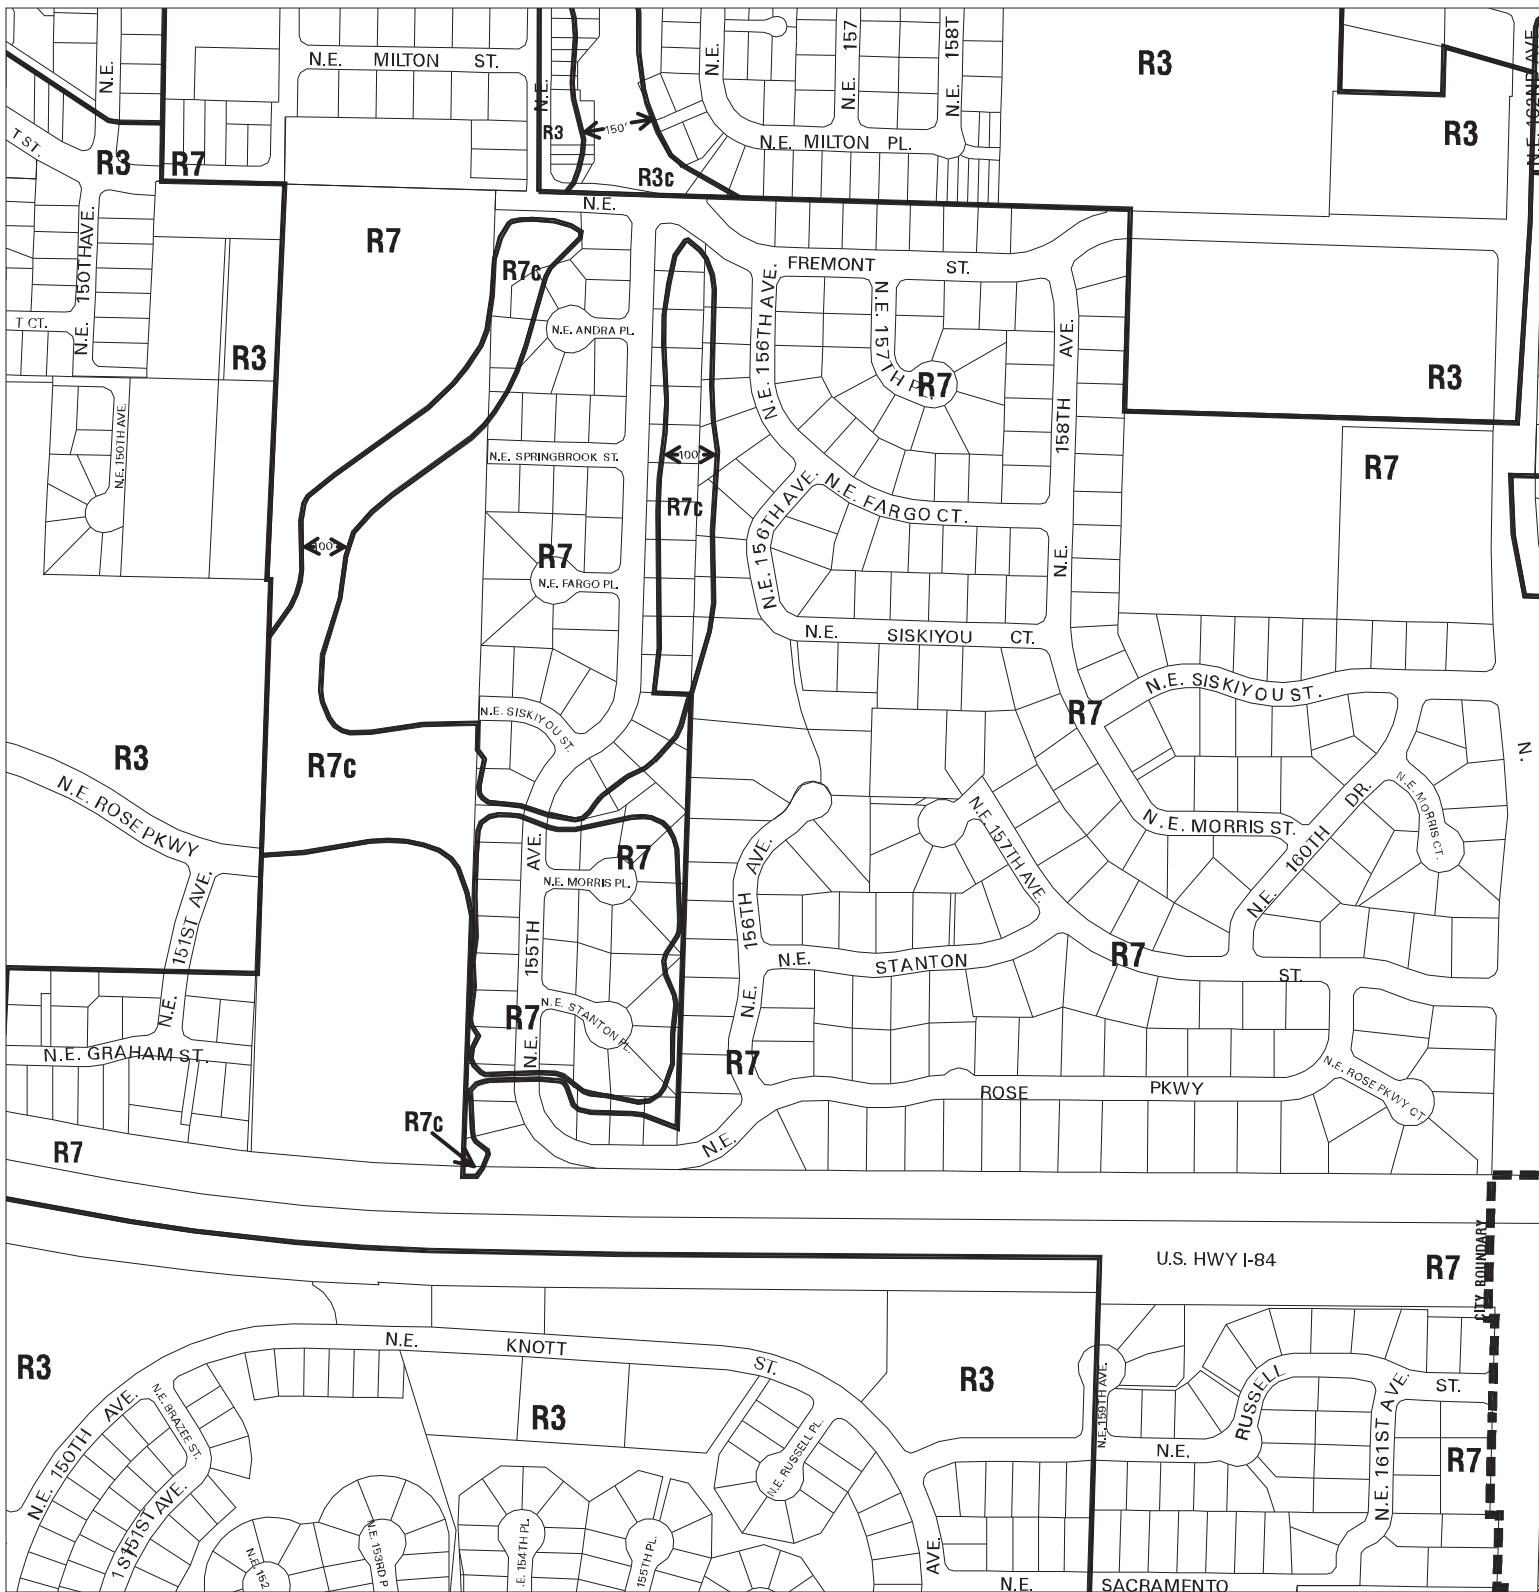 N.E.
N.E. MILTON ST.
N.E.
N.E.
157
N.E.
158T
N.E.
R3
R3
N.E. 162ND AVE.
T ST.
R3
R7
R3
150'
N.E. MILTON PL.
R3c
N.E.
150TH AVE.
N.E.
R7
R7c
FREMONT ST.
T CT.
R3
N.E. ANDRA PL.
N.E. 156TH AVE.
N.E. 157TH PL.
R7
158TH AVE.
N.E.
R3
N.E. 150TH AVE.
N.E. SPRINGBROOK ST.
100'
R7c
R7
N.E. 156TH AVE.
N.E. FARGO CT.
100'
R7
N.E. FARGO PL.
N.E. SISKIYOU CT.
N.E. SISKIYOU ST.
R7
N.E. SISKIYOU ST.
R3
R7c
N.
N.E. ROSE PKWY
N.E. 157TH AVE.
N.E. MORRIS ST.
N.E. 160TH DR.
N.E. MORRIS CT.
R7
N.E. MORRIS PL.
155TH AVE.
N.E.
156TH AVE.
N.E.
N.E. 151ST AVE.
N.E. STANTON ST.
R7
R7
N.E. STANTON PL.
N.E. GRAHAM ST.
R7
ROSE PKWY
N.E. ROSE PKWY CT.
R7c
N.E.
R7
U.S. HWY I-84
R7
CITY BOUNDARY
R3
N.E. KNOTT ST.
R3
R3
N.E. 150TH AVE.
N.E. BRAZEE ST.
N.E. RUSSELL PL.
N.E. 159TH AVE.
N.E. RUSSELL ST.
N.E. 161ST AVE.
R7
151ST AVE.
N.E. 152
N.E. 153RD P
.E. 154TH PL.
155TH PL.
AVE.
N.E. SACRAMENTO